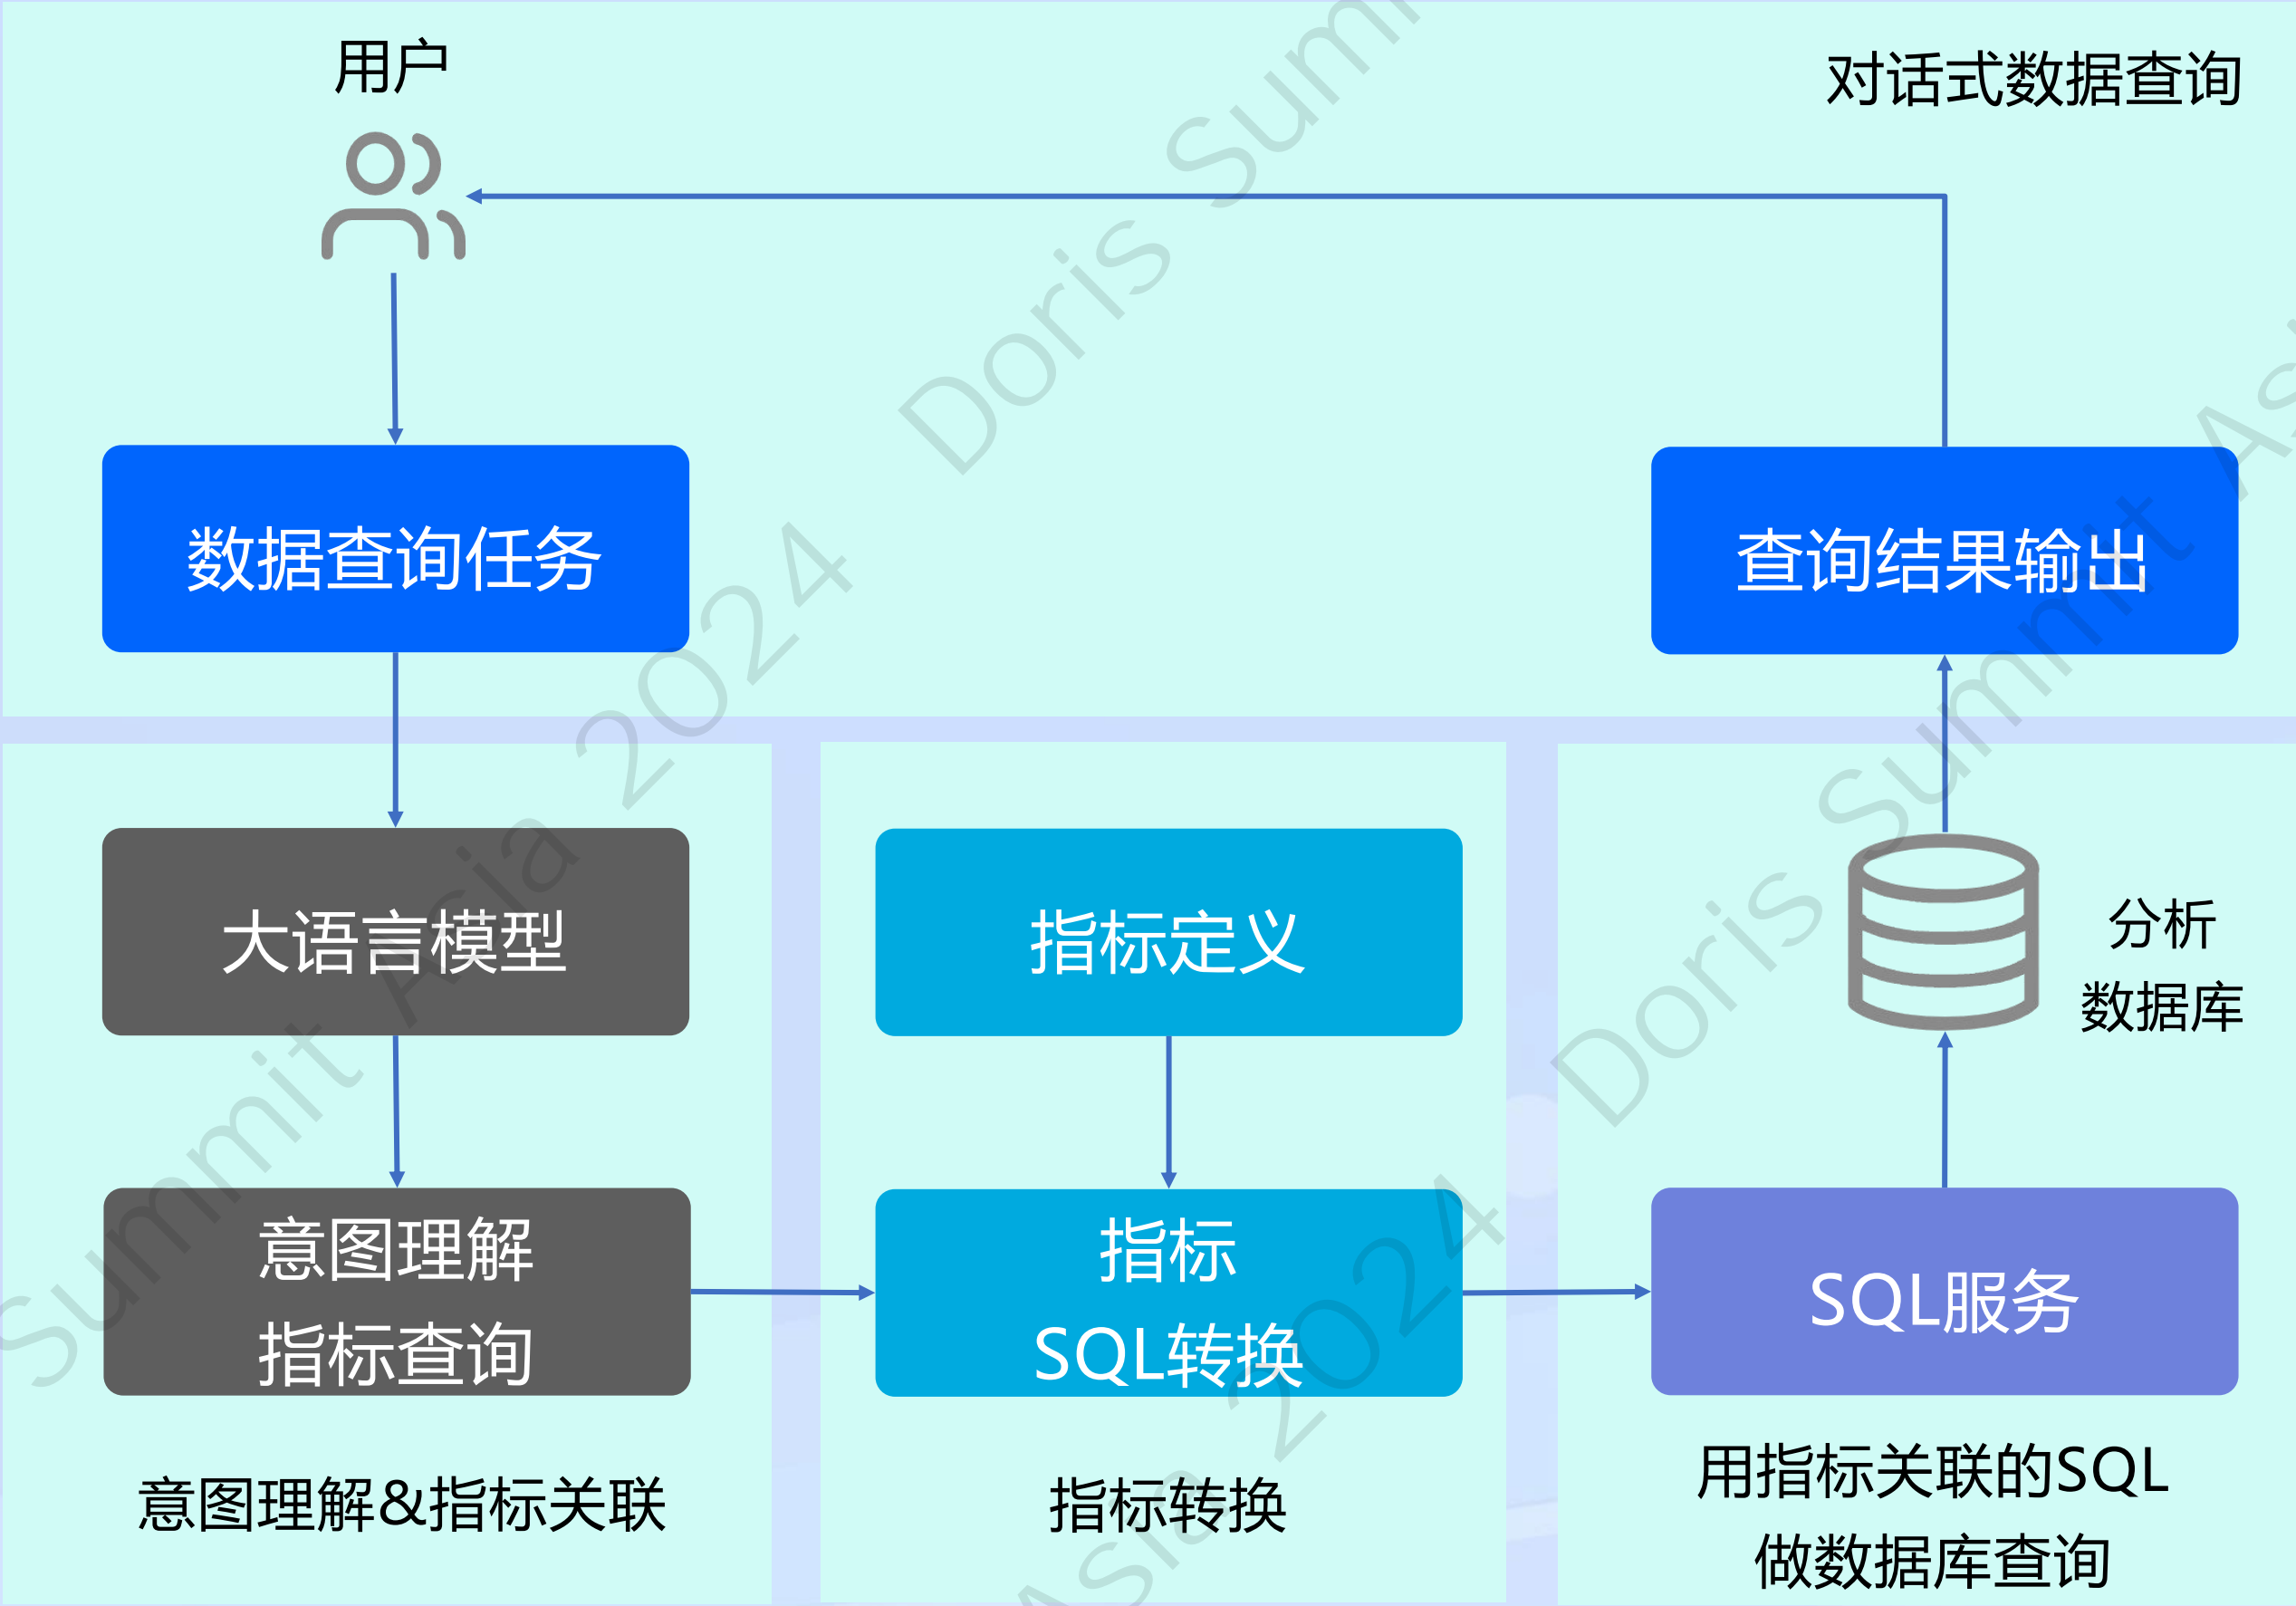 用户
对话式数据查询
数据查询任务
查询结果输出
大语言模型
指标定义
分析
数据库
意图理解
指标查询
指标
SQL转换
SQL服务
意图理解&指标关联
指标转换
用指标关联的SQL
做数据库查询
Doris Summit Asia 2024
Doris Summit Asia 2024